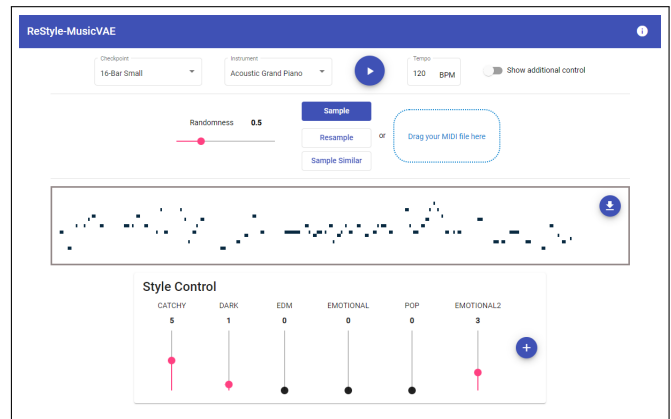 ReStyle-MusicVAE
Checkpoint
16-Bar Small
Instrument
Acoustic Grand Piano
Tempo
120 BPM
Show additional control
Randomness 0.5
Sample
Resample
Sample Similar
or
Drag your MIDI file here
Style Control
CATCHY DARK EDM EMOTIONAL POP EMOTIONAL2
5 1 0 0 0 3